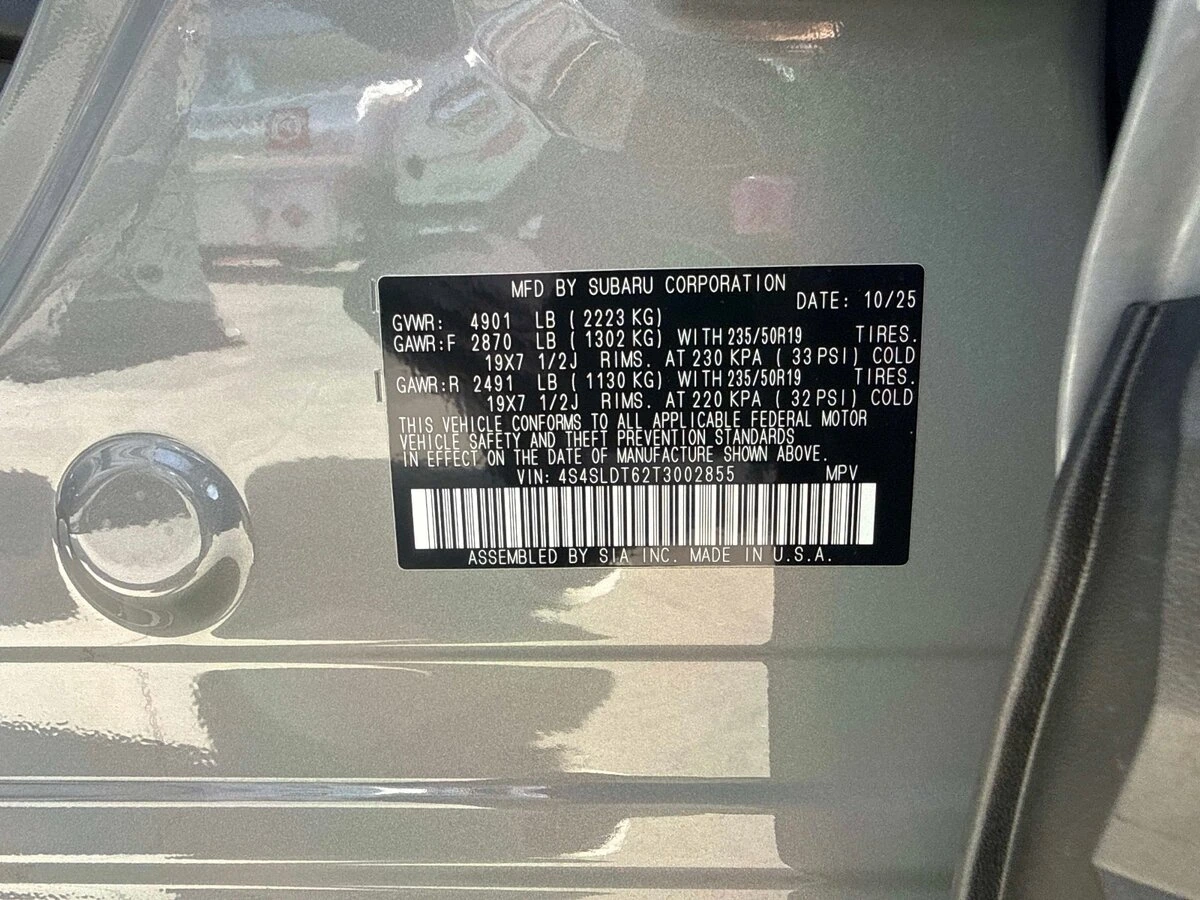 MFD BY SUBARU CORPORATION
DATE: 10/25
GVWR: 4901 LB ( 2223 KG)
GAWR:F 2870 LB ( 1302 KG) WITH 235/50R19 TIRES.
19X7 1/2J RIMS. AT 230 KPA ( 33 PSI) COLD
GAWR:R 2491 LB ( 1130 KG) WITH 235/50R19 TIRES.
19X7 1/2J RIMS. AT 220 KPA ( 32 PSI) COLD
THIS VEHICLE CONFORMS TO ALL APPLICABLE FEDERAL MOTOR
VEHICLE SAFETY AND THEFT PREVENTION STANDARDS
IN EFFECT ON THE DATE OF MANUFACTURE SHOWN ABOVE.
VIN: 4S4SLDT62T3002855 MPV
ASSEMBLED BY SIA INC. MADE IN U.S.A.